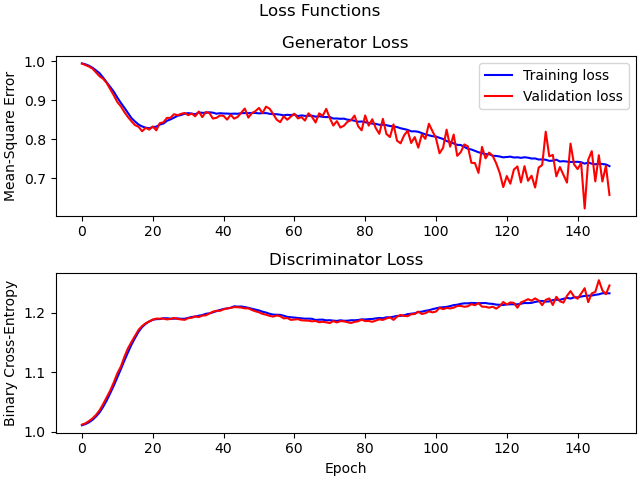 Loss Functions
Generator Loss
Mean-Square Error
1.0
0.9
0.8
0.7
Training loss
Validation loss
0 20 40 60 80 100 120 140
Discriminator Loss
Binary Cross-Entropy
1.2
1.1
1.0
0 20 40 60 80 100 120 140
Epoch